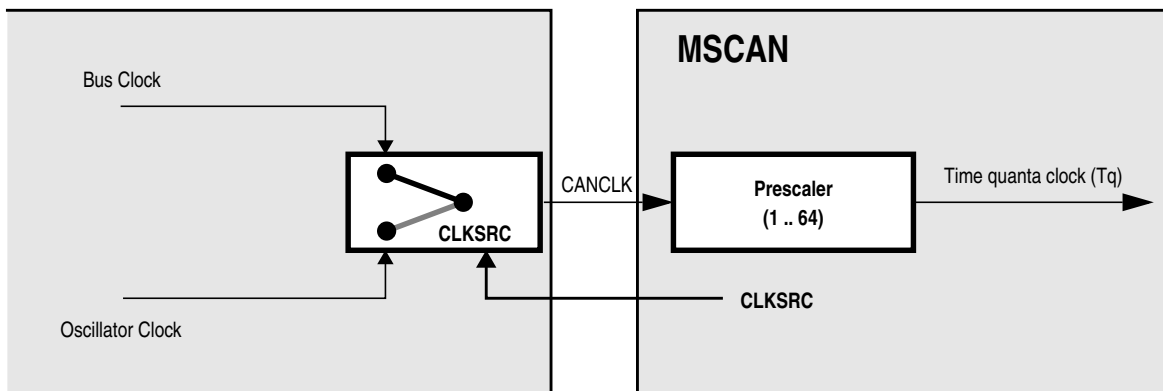 MSCAN
Bus Clock
CANCLK
Prescaler
(1 .. 64)
Time quanta clock (Tq)
CLKSRC
CLKSRC
Oscillator Clock